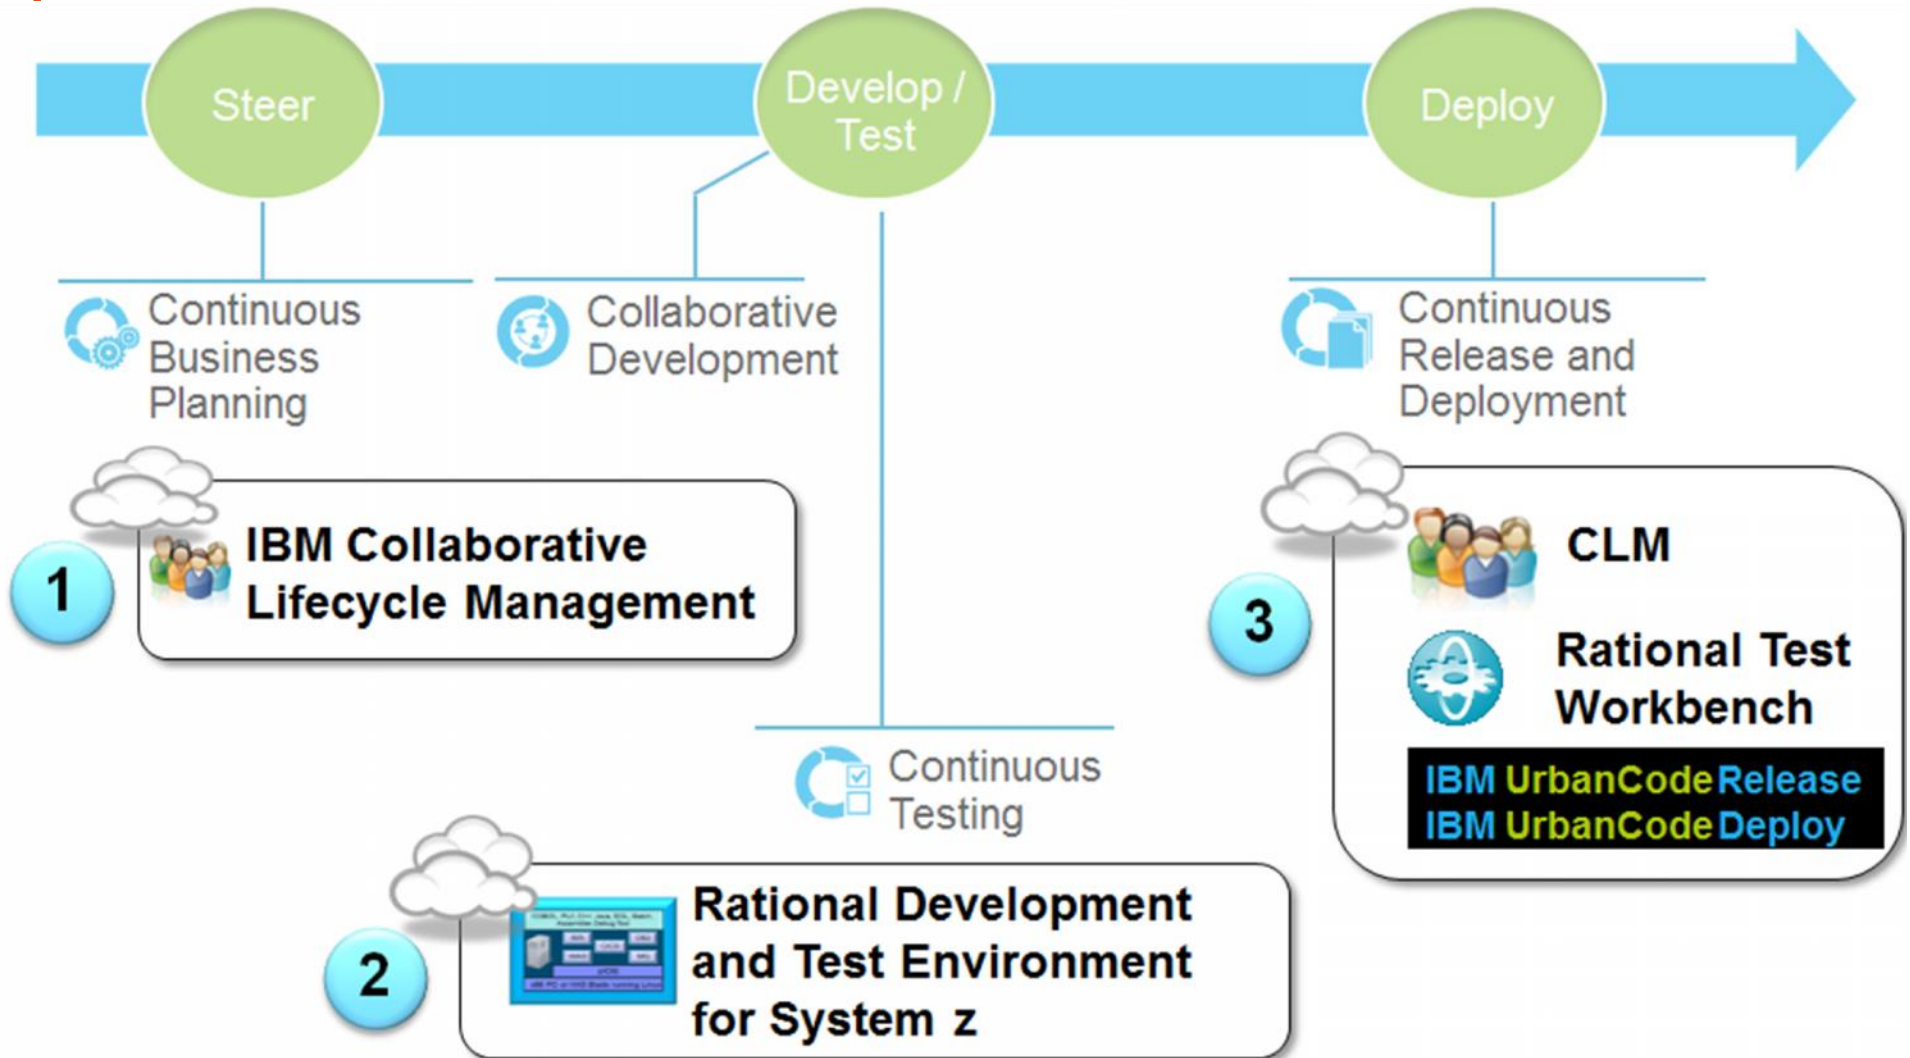 Steer
Develop /
Test
Deploy
Continuous
Business
Planning
Collaborative
Development
Continuous
Release and
Deployment
1
IBM Collaborative
Lifecycle Management
3
CLM
Rational Test
Workbench
IBM UrbanCode Release
IBM UrbanCode Deploy
Continuous
Testing
2
Rational Development
and Test Environment
for System z